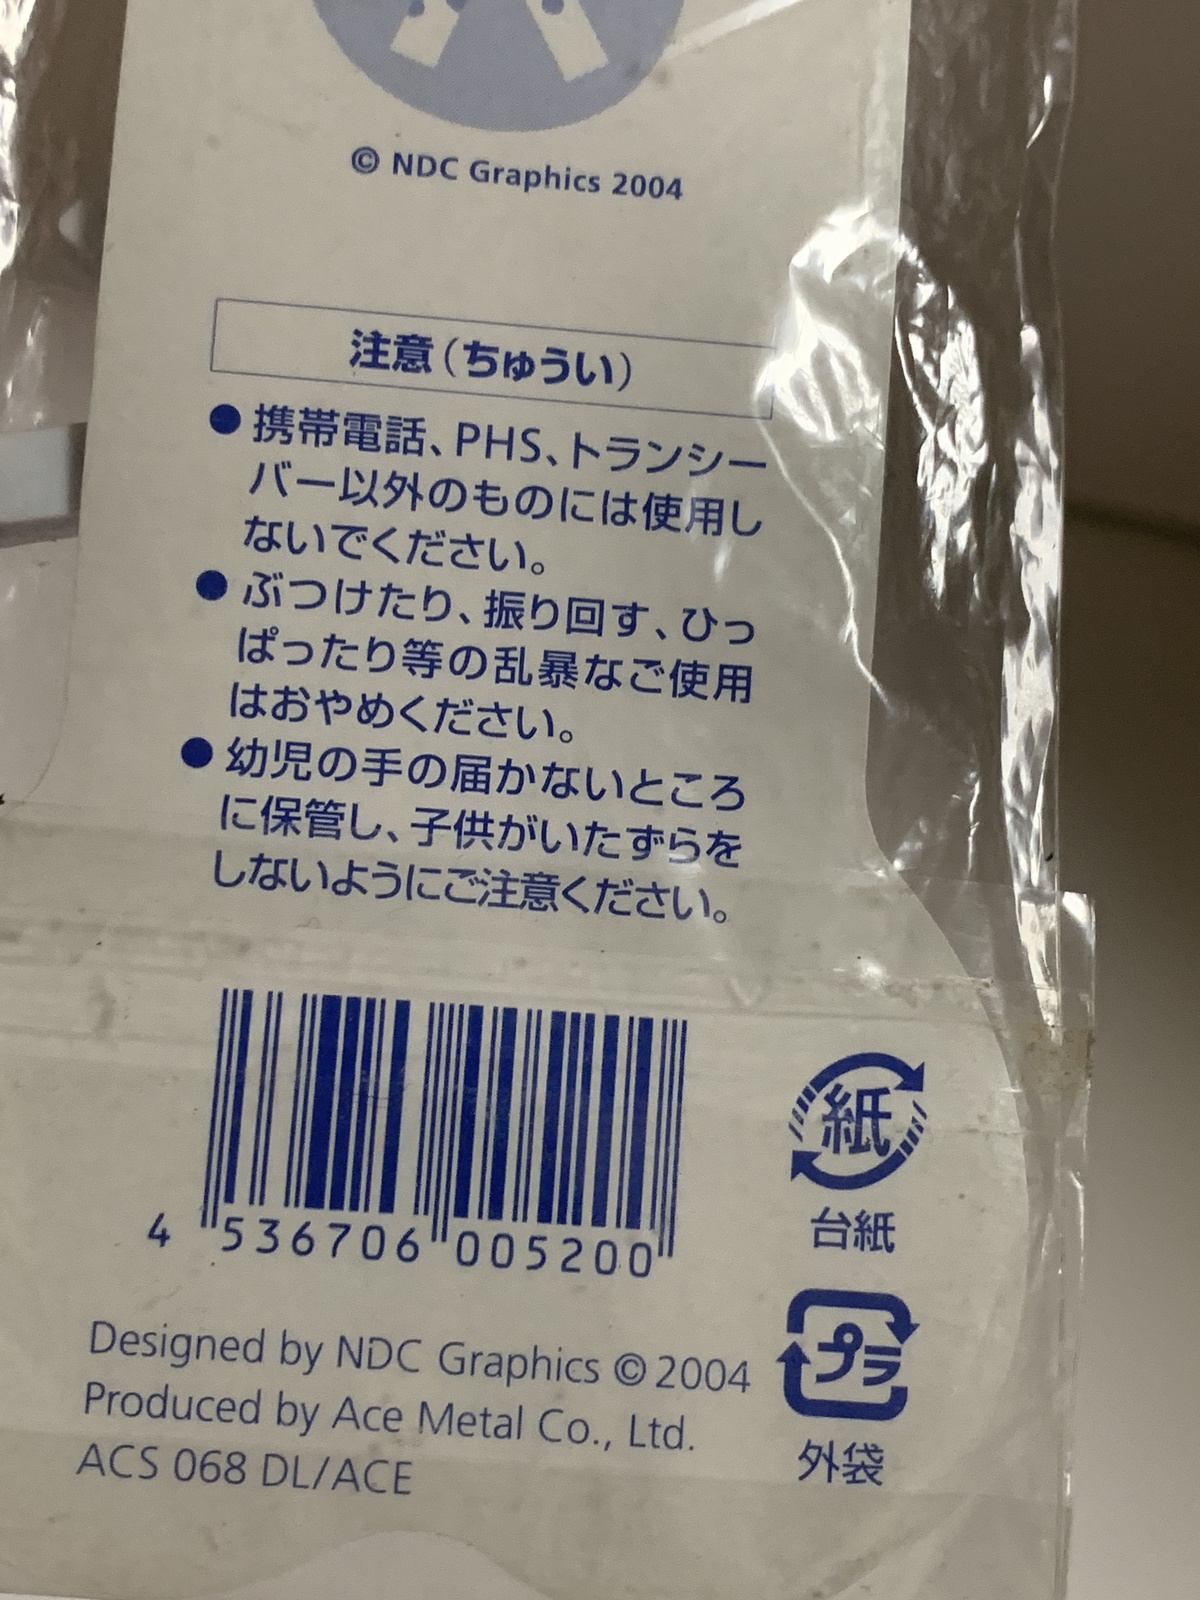 © NDC Graphics 2004
注意(ちゅうい)
●携帯電話、PHS、トランシー
バー以外のものには使用し
ないでください。
●ぶつけたり、振り回す、ひっ
ぱったり等の乱暴なご使用
はおやめください。
●幼児の手の届かないところ
に保管し、子供がいたずらを
しないようにご注意ください。
4 536706 005200
紙
台紙
プラ
外袋
Designed by NDC Graphics © 2004
Produced by Ace Metal Co., Ltd.
ACS 068 DL/ACE